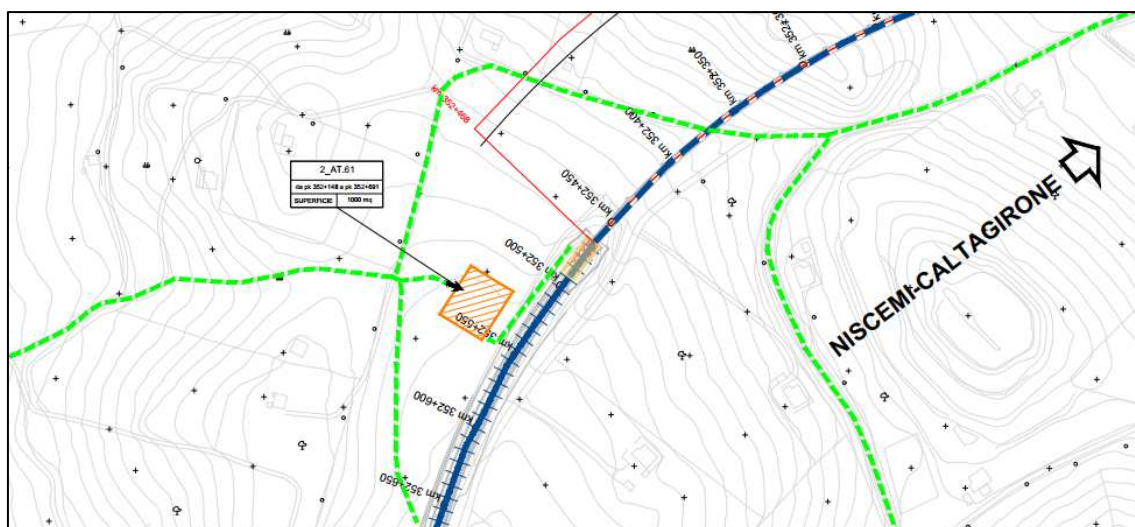 km 352+350
km 352+400
km 352+468
km 352+450
2_AT.61
da pk 352+148 a pk 352+691
SUPERFICIE 1000 mq
km 352+500
km 352+550
km 352+600
km 352+650
NISCEMI-CALTAGIRONE